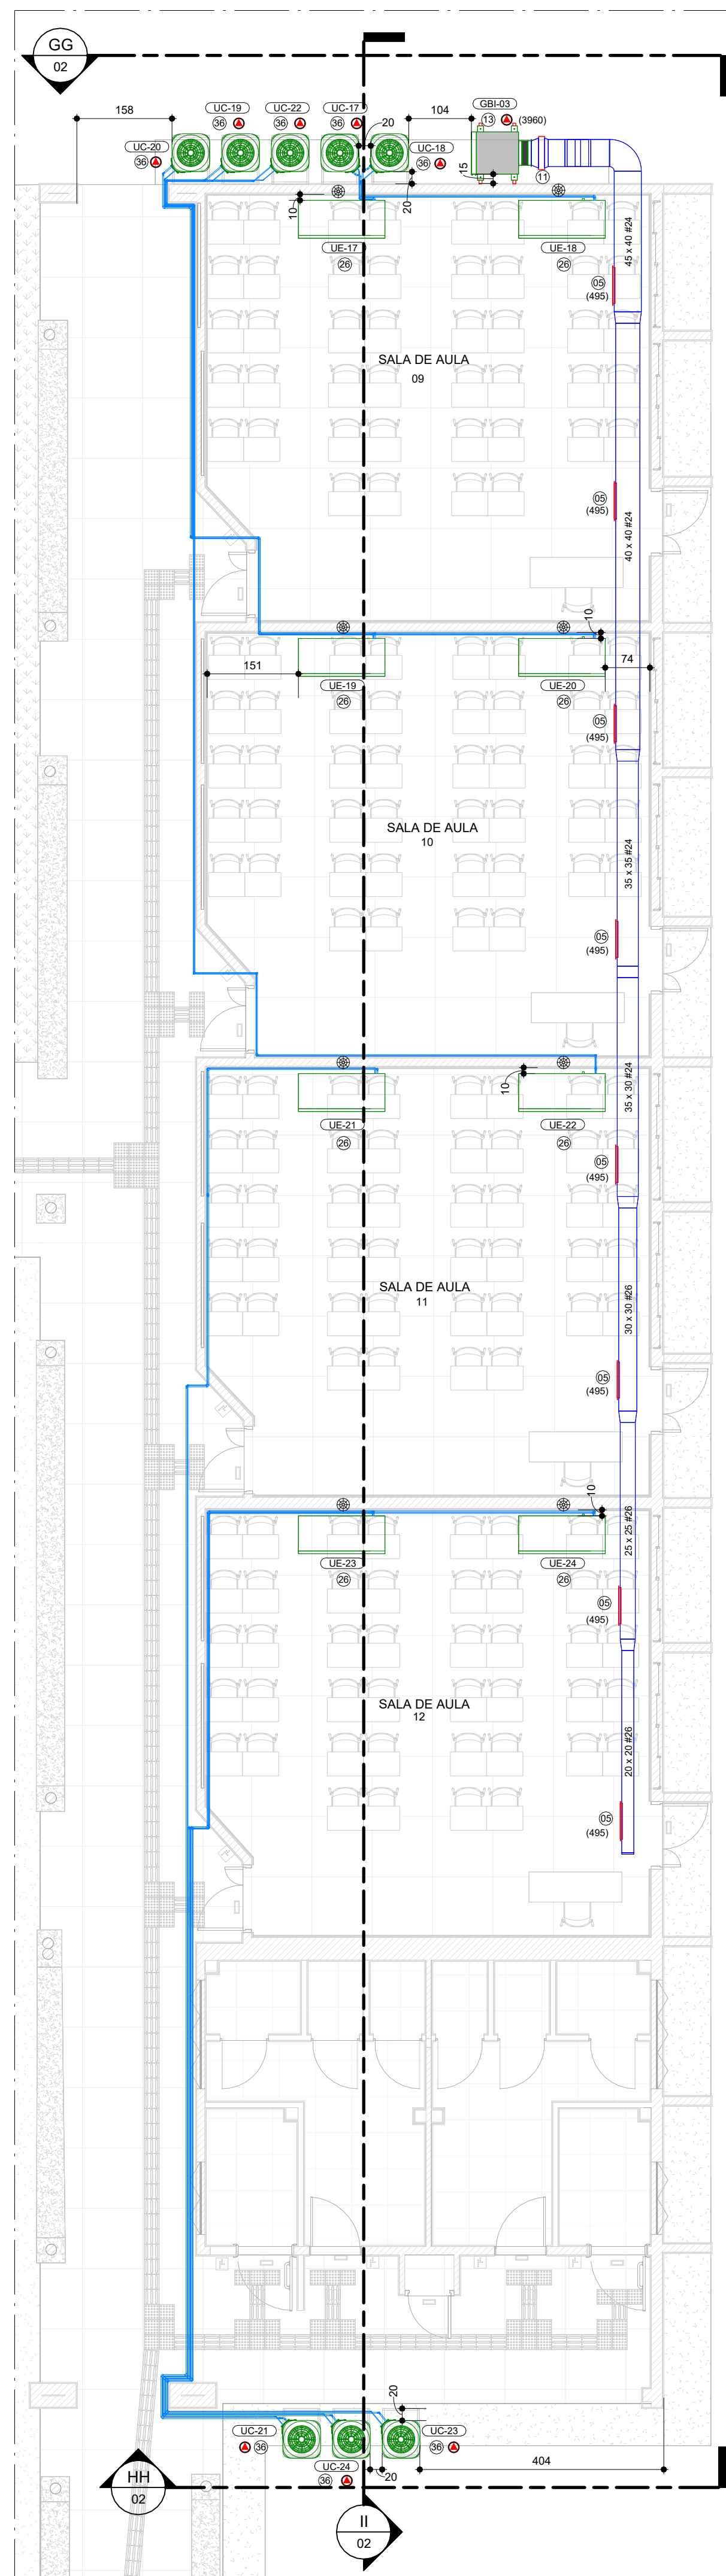 GG
02
158
UC-19
UC-22
UC-17
104
GBI-03
36
36
36
20
13
(3960)
UC-20
36
UC-18
36
15
11
10
20
45 x 40 #24
UE-17
UE-18
26
26
05
(495)
SALA DE AULA
09
05
(495)
40 x 40 #24
10
151
74
UE-19
UE-20
26
26
05
(495)
SALA DE AULA
10
35 x 35 #24
05
(495)
10
35 x 30 #24
UE-21
UE-22
26
26
05
(495)
SALA DE AULA
11
30 x 30 #26
05
(495)
10
25 x 25 #26
UE-23
UE-24
26
26
05
(495)
SALA DE AULA
12
20 x 20 #26
05
(495)
20
UC-21
UC-23
36
36
404
UC-24
36
20
HH
02
II
02